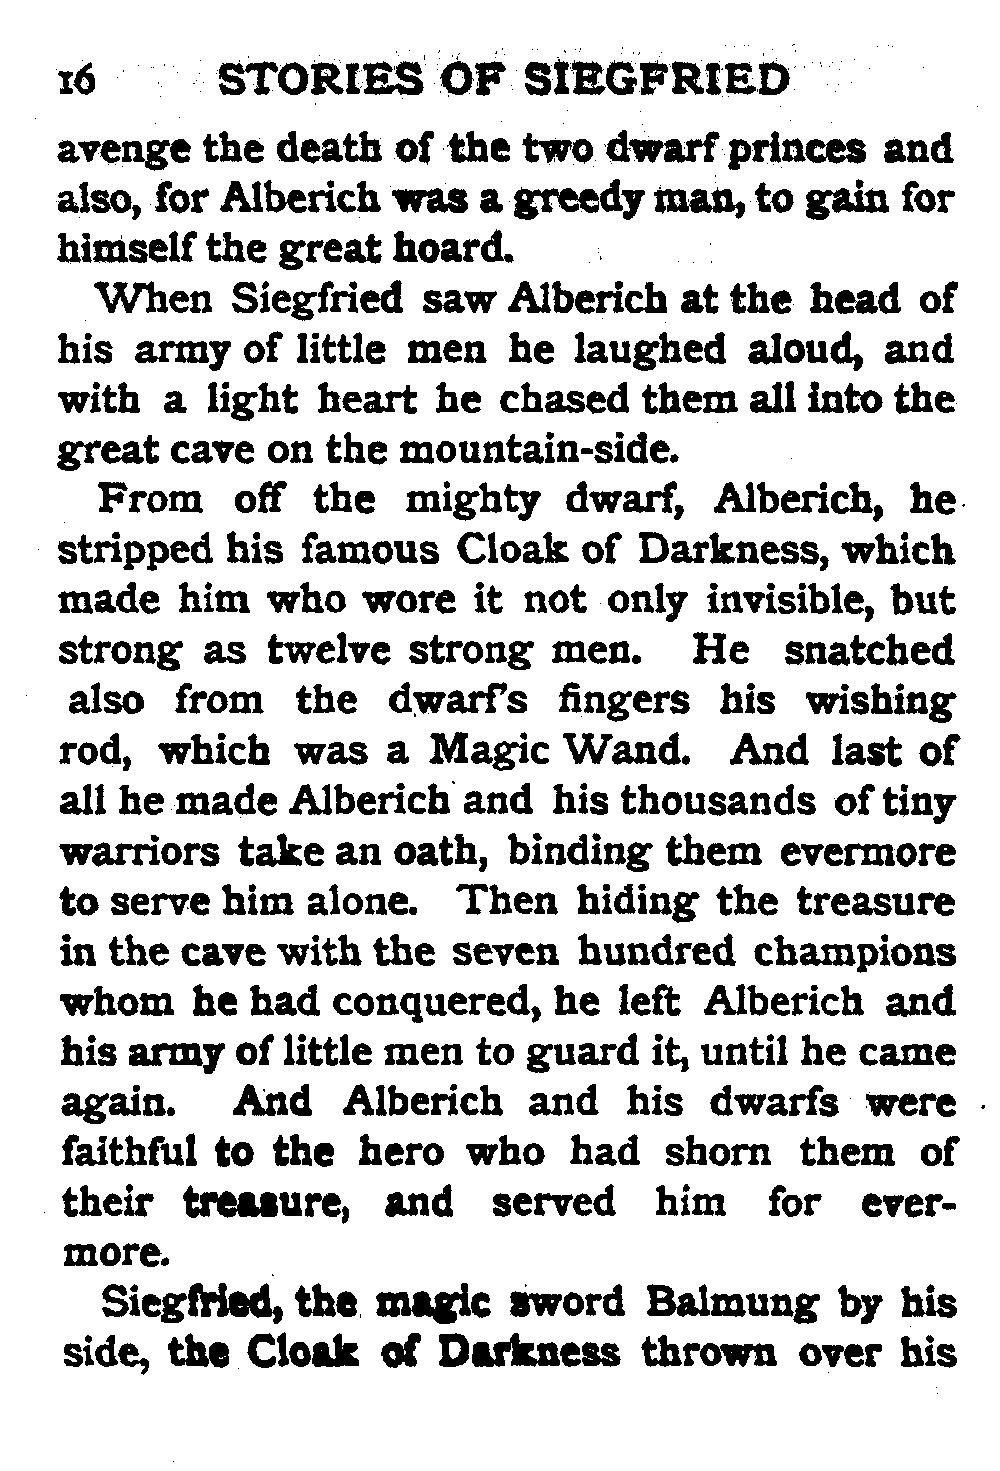 16 STORIES OF SIEGFRIED
avenge the death of the two dwarf princes and
also, for Alberich was a greedy man, to gain for
himself the great hoard.
When Siegfried saw Alberich at the head of
his army of little men he laughed aloud, and
with a light heart he chased them all into the
great cave on the mountain-side.
From off the mighty dwarf, Alberich, he
stripped his famous Cloak of Darkness, which
made him who wore it not only invisible, but
strong as twelve strong men. He snatched
also from the dwarf's fingers his wishing
rod, which was a Magic Wand. And last of
all he made Alberich and his thousands of tiny
warriors take an oath, binding them evermore
to serve him alone. Then hiding the treasure
in the cave with the seven hundred champions
whom he had conquered, he left Alberich and
his army of little men to guard it, until he came
again. And Alberich and his dwarfs were
faithful to the hero who had shorn them of
their treasure, and served him for ever-
more.
Siegfried, the magic sword Balmung by his
side, the Cloak of Darkness thrown over his